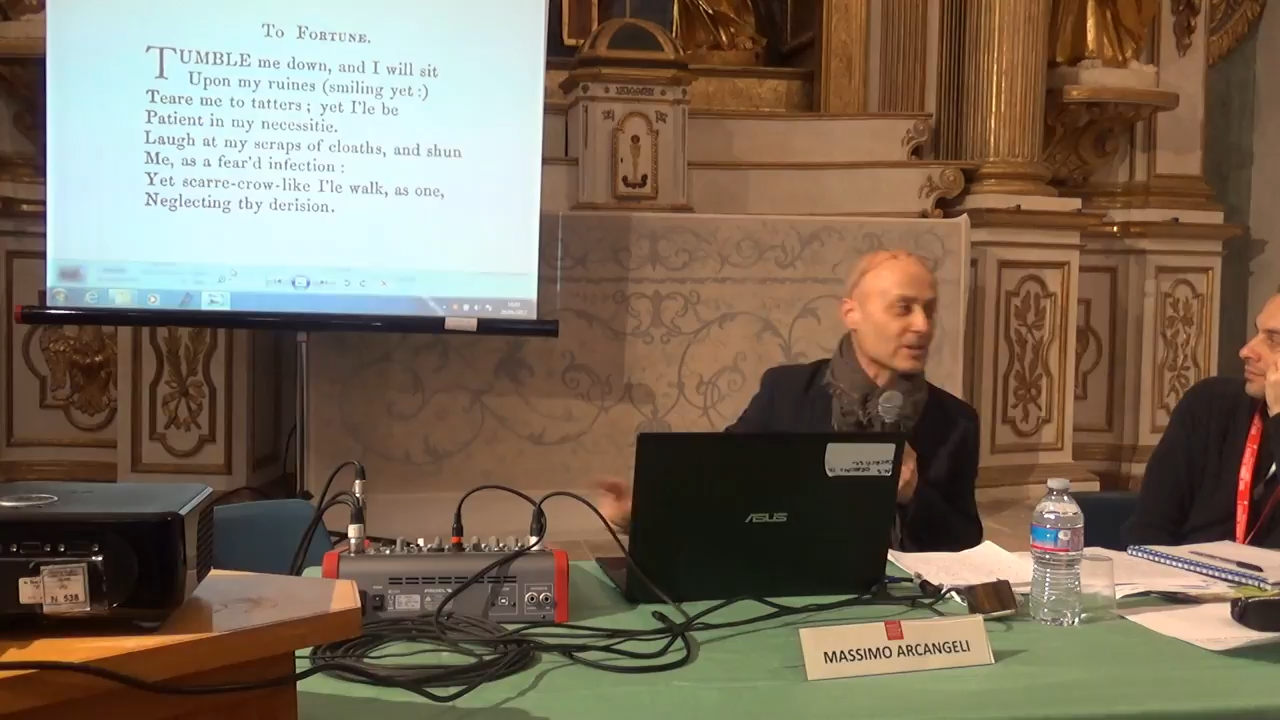 To Fortune.
TUMBLE me down, and I will sit
Upon my ruines (smiling yet:)
Teare me to tatters; yet I'le be
Patient in my necessitie.
Laugh at my scraps of cloaths, and shun
Me, as a fear'd infection:
Yet scarre-crow-like I'le walk, as one,
Neglecting thy derision.
ASUS
N. 538
MASSIMO ARCANGELI